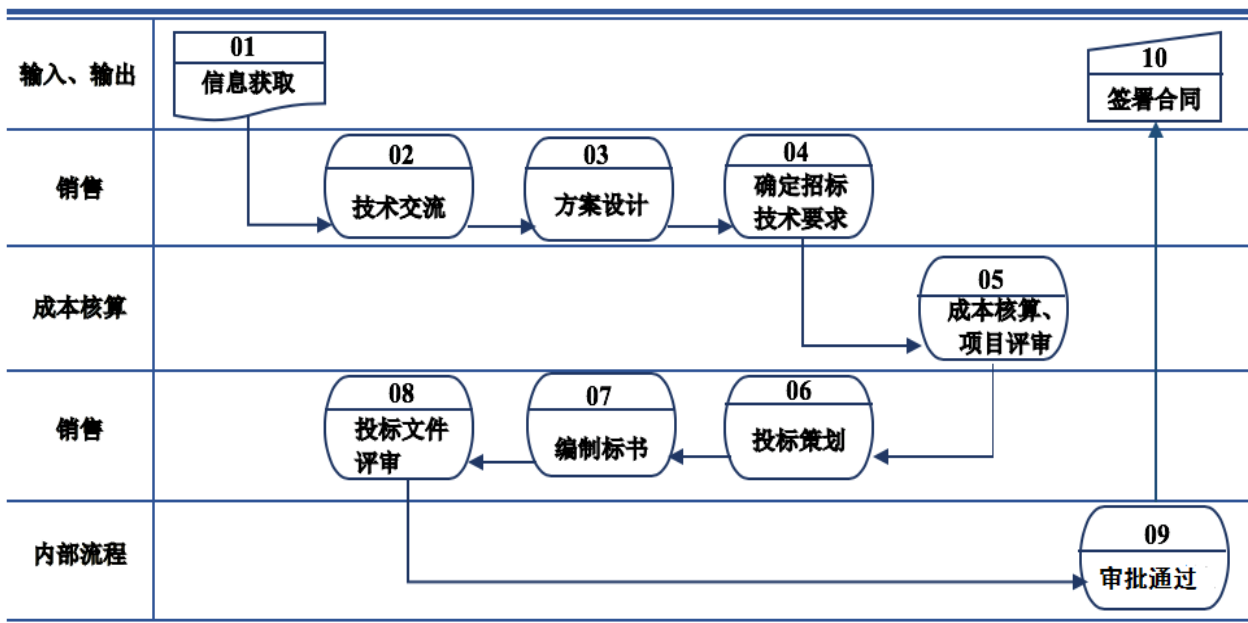 输入、输出
01
信息获取
10
签署合同
销售
02
技术交流
03
方案设计
04
确定招标
技术要求
成本核算
05
成本核算、
项目评审
销售
08
投标文件
评审
07
编制标书
06
投标策划
内部流程
09
审批通过